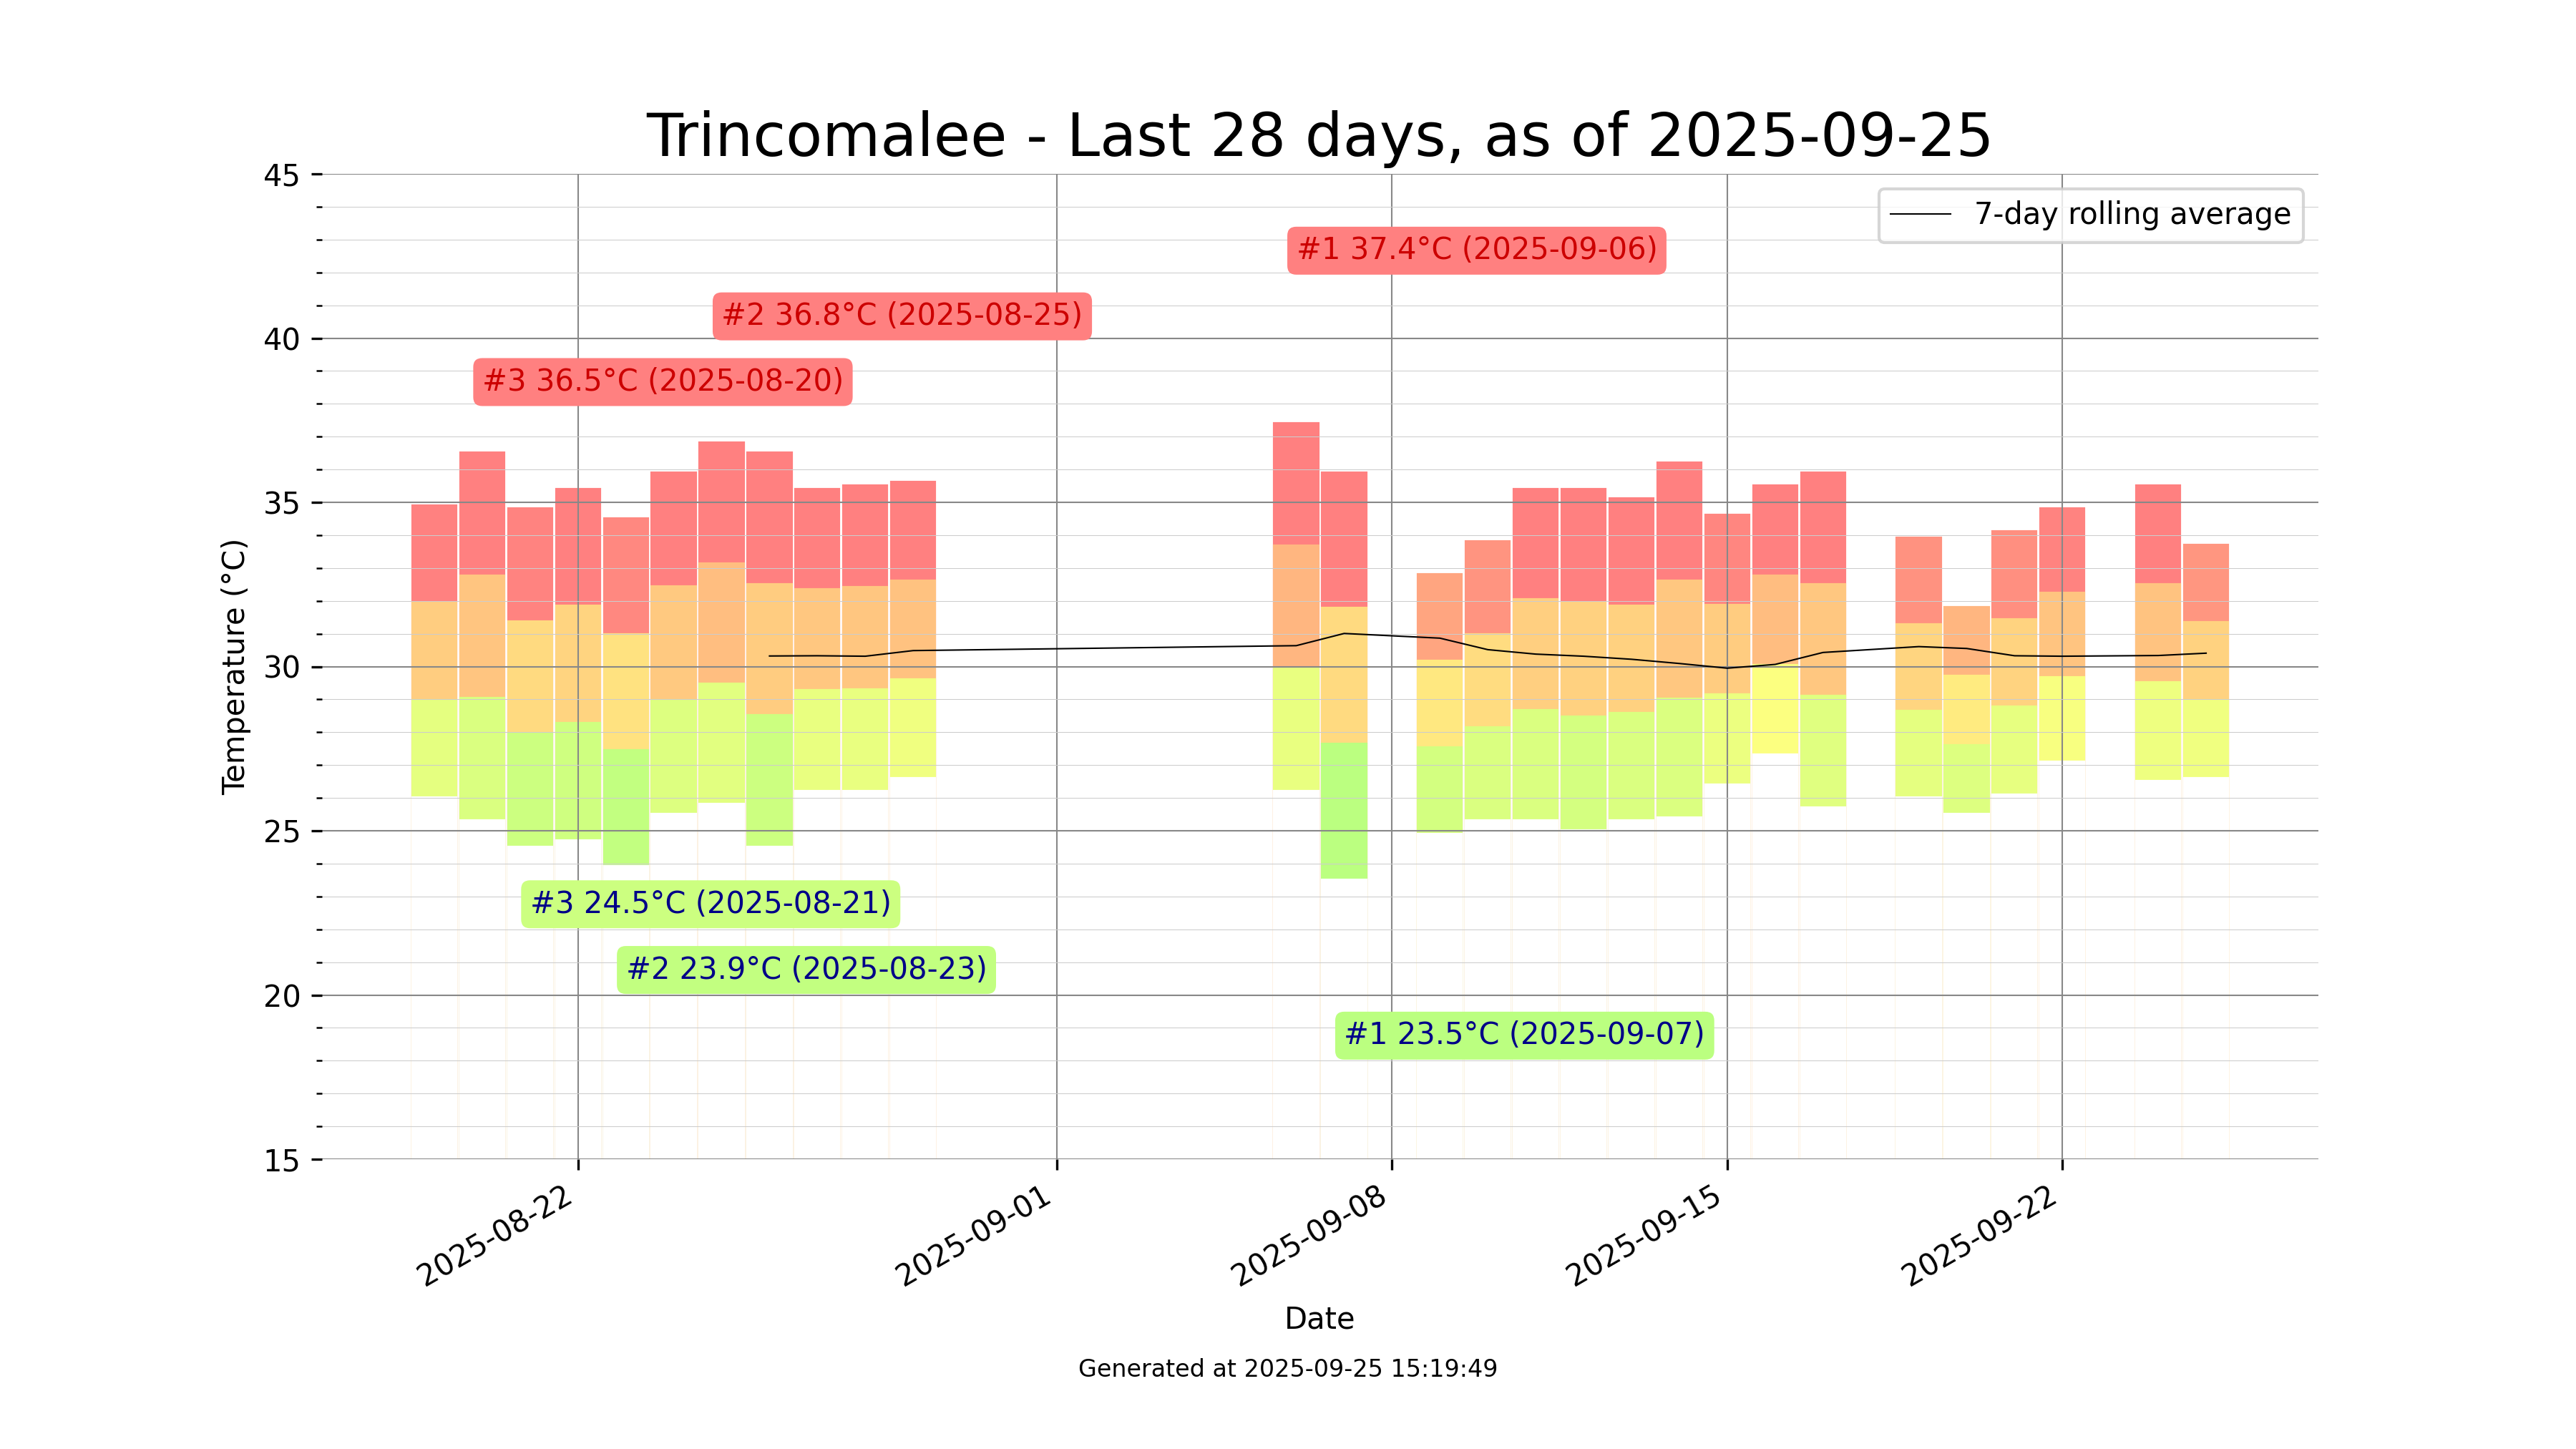 Trincomalee - Last 28 days, as of 2025-09-25
45
40
35
30
25
20
15
Temperature (°C)
7-day rolling average
#1 37.4°C (2025-09-06)
#2 36.8°C (2025-08-25)
#3 36.5°C (2025-08-20)
#3 24.5°C (2025-08-21)
#2 23.9°C (2025-08-23)
#1 23.5°C (2025-09-07)
2025-08-22
2025-09-01
2025-09-08
2025-09-15
2025-09-22
Date
Generated at 2025-09-25 15:19:49